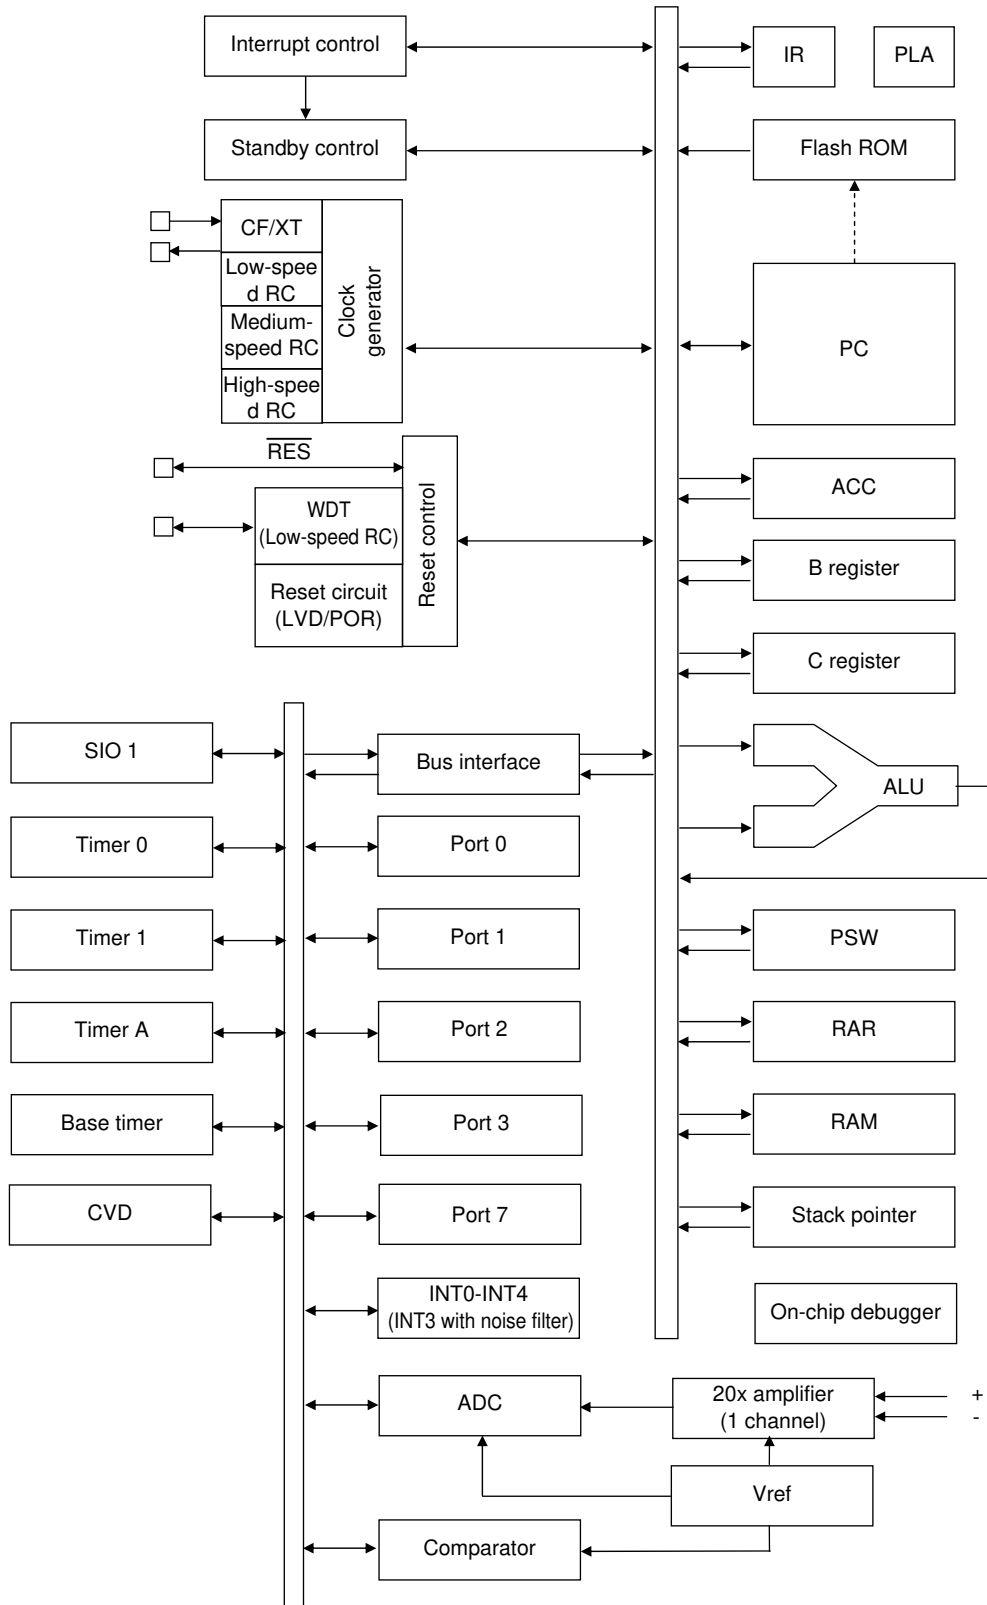 Interrupt control
IR
PLA
Standby control
Flash ROM
CF/XT
Low-spee
d RC
Medium-
speed RC
High-spee
d RC
Clock
generator
PC
RES
WDT
(Low-speed RC)
Reset circuit
(LVD/POR)
Reset control
ACC
B register
C register
SIO 1
Bus interface
ALU
Timer 0
Port 0
Timer 1
Port 1
PSW
Timer A
Port 2
RAR
Base timer
Port 3
RAM
CVD
Port 7
Stack pointer
INT0-INT4
(INT3 with noise filter)
On-chip debugger
ADC
20x amplifier
(1 channel)
+
-
Vref
Comparator